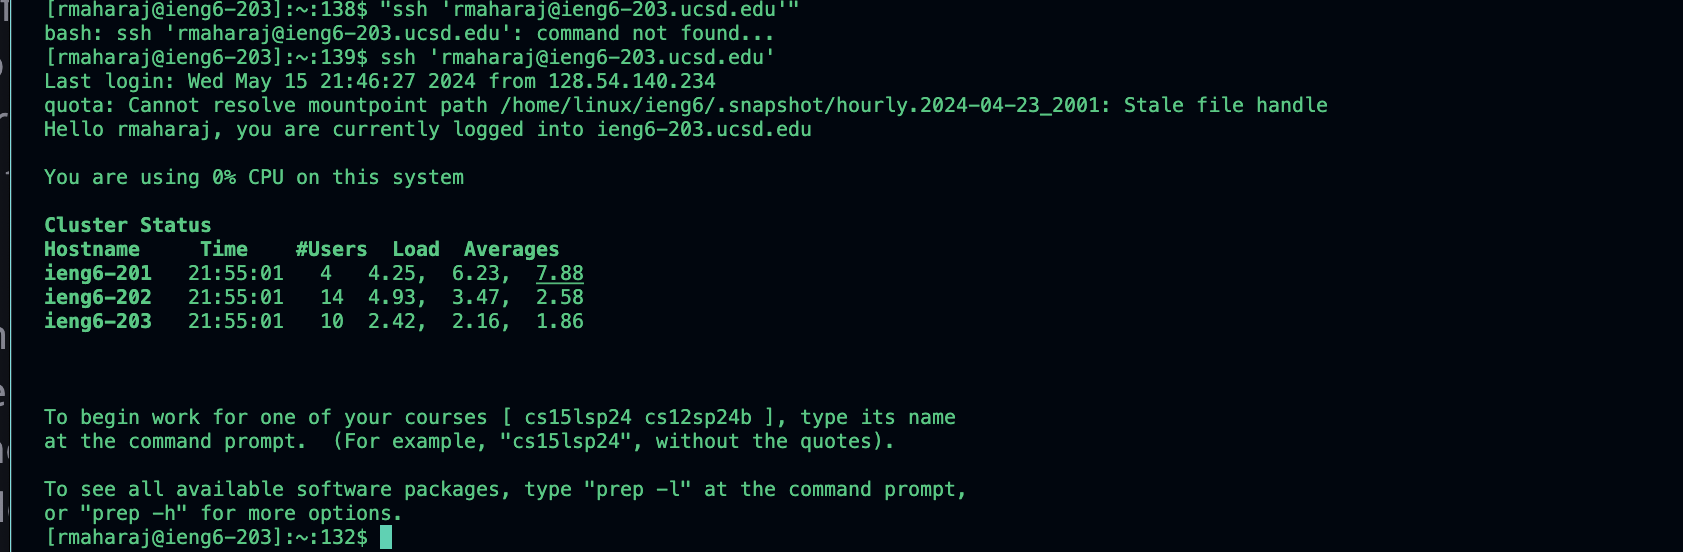 [rmaharaj@ieng6-203]:~:138$ "ssh 'rmaharaj@ieng6-203.ucsd.edu'"
bash: ssh 'rmaharaj@ieng6-203.ucsd.edu': command not found...
[rmaharaj@ieng6-203]:~:139$ ssh 'rmaharaj@ieng6-203.ucsd.edu'
Last login: Wed May 15 21:46:27 2024 from 128.54.140.234
quota: Cannot resolve mountpoint path /home/linux/ieng6/.snapshot/hourly.2024-04-23_2001: Stale file handle
Hello rmaharaj, you are currently logged into ieng6-203.ucsd.edu
You are using 0% CPU on this system
Cluster Status
Hostname     Time    #Users  Load  Averages
ieng6-201   21:55:01   4   4.25,  6.23,  7.88
ieng6-202   21:55:01   14  4.93,  3.47,  2.58
ieng6-203   21:55:01   10  2.42,  2.16,  1.86
To begin work for one of your courses [ cs15lsp24 cs12sp24b ], type its name
at the command prompt.  (For example, "cs15lsp24", without the quotes).
To see all available software packages, type "prep -l" at the command prompt,
or "prep -h" for more options.
[rmaharaj@ieng6-203]:~:132$